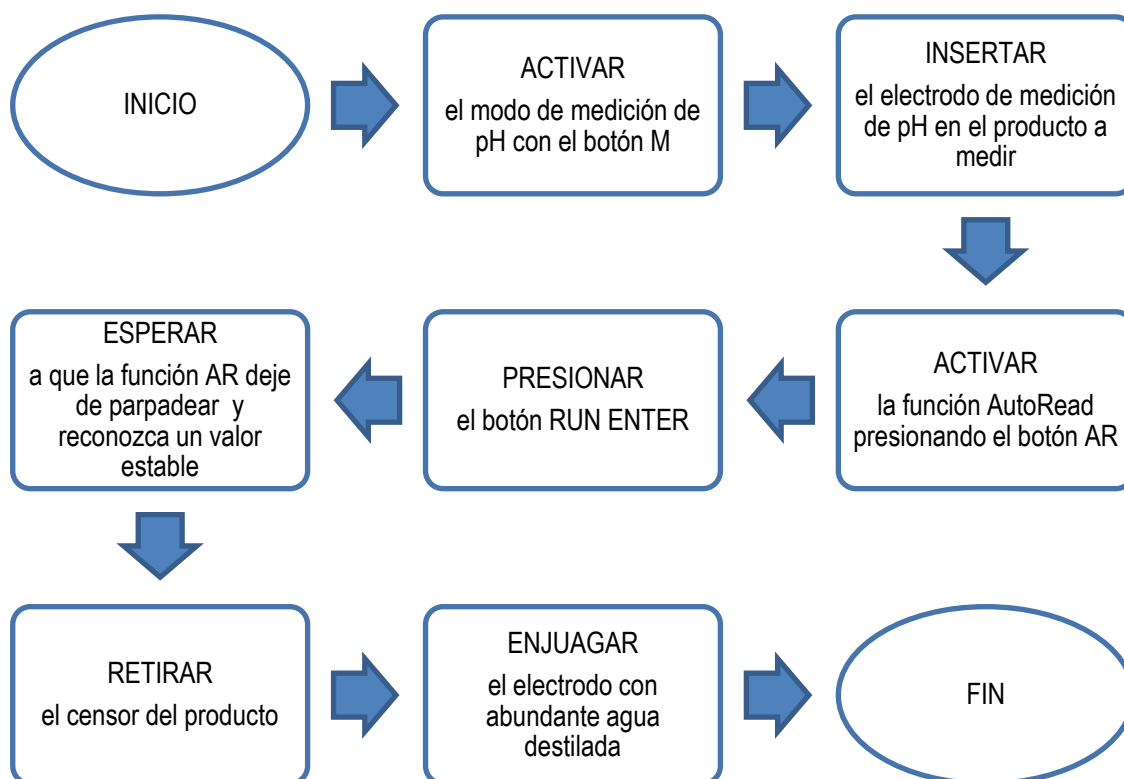 INICIO
ACTIVAR
el modo de medición de
pH con el botón M
INSERTAR
el electrodo de medición
de pH en el producto a
medir
ACTIVAR
la función AutoRead
presionando el botón AR
PRESIONAR
el botón RUN ENTER
ESPERAR
a que la función AR deje
de parpadear y
reconozca un valor
estable
RETIRAR
el censor del producto
ENJUAGAR
el electrodo con
abundante agua
destilada
FIN